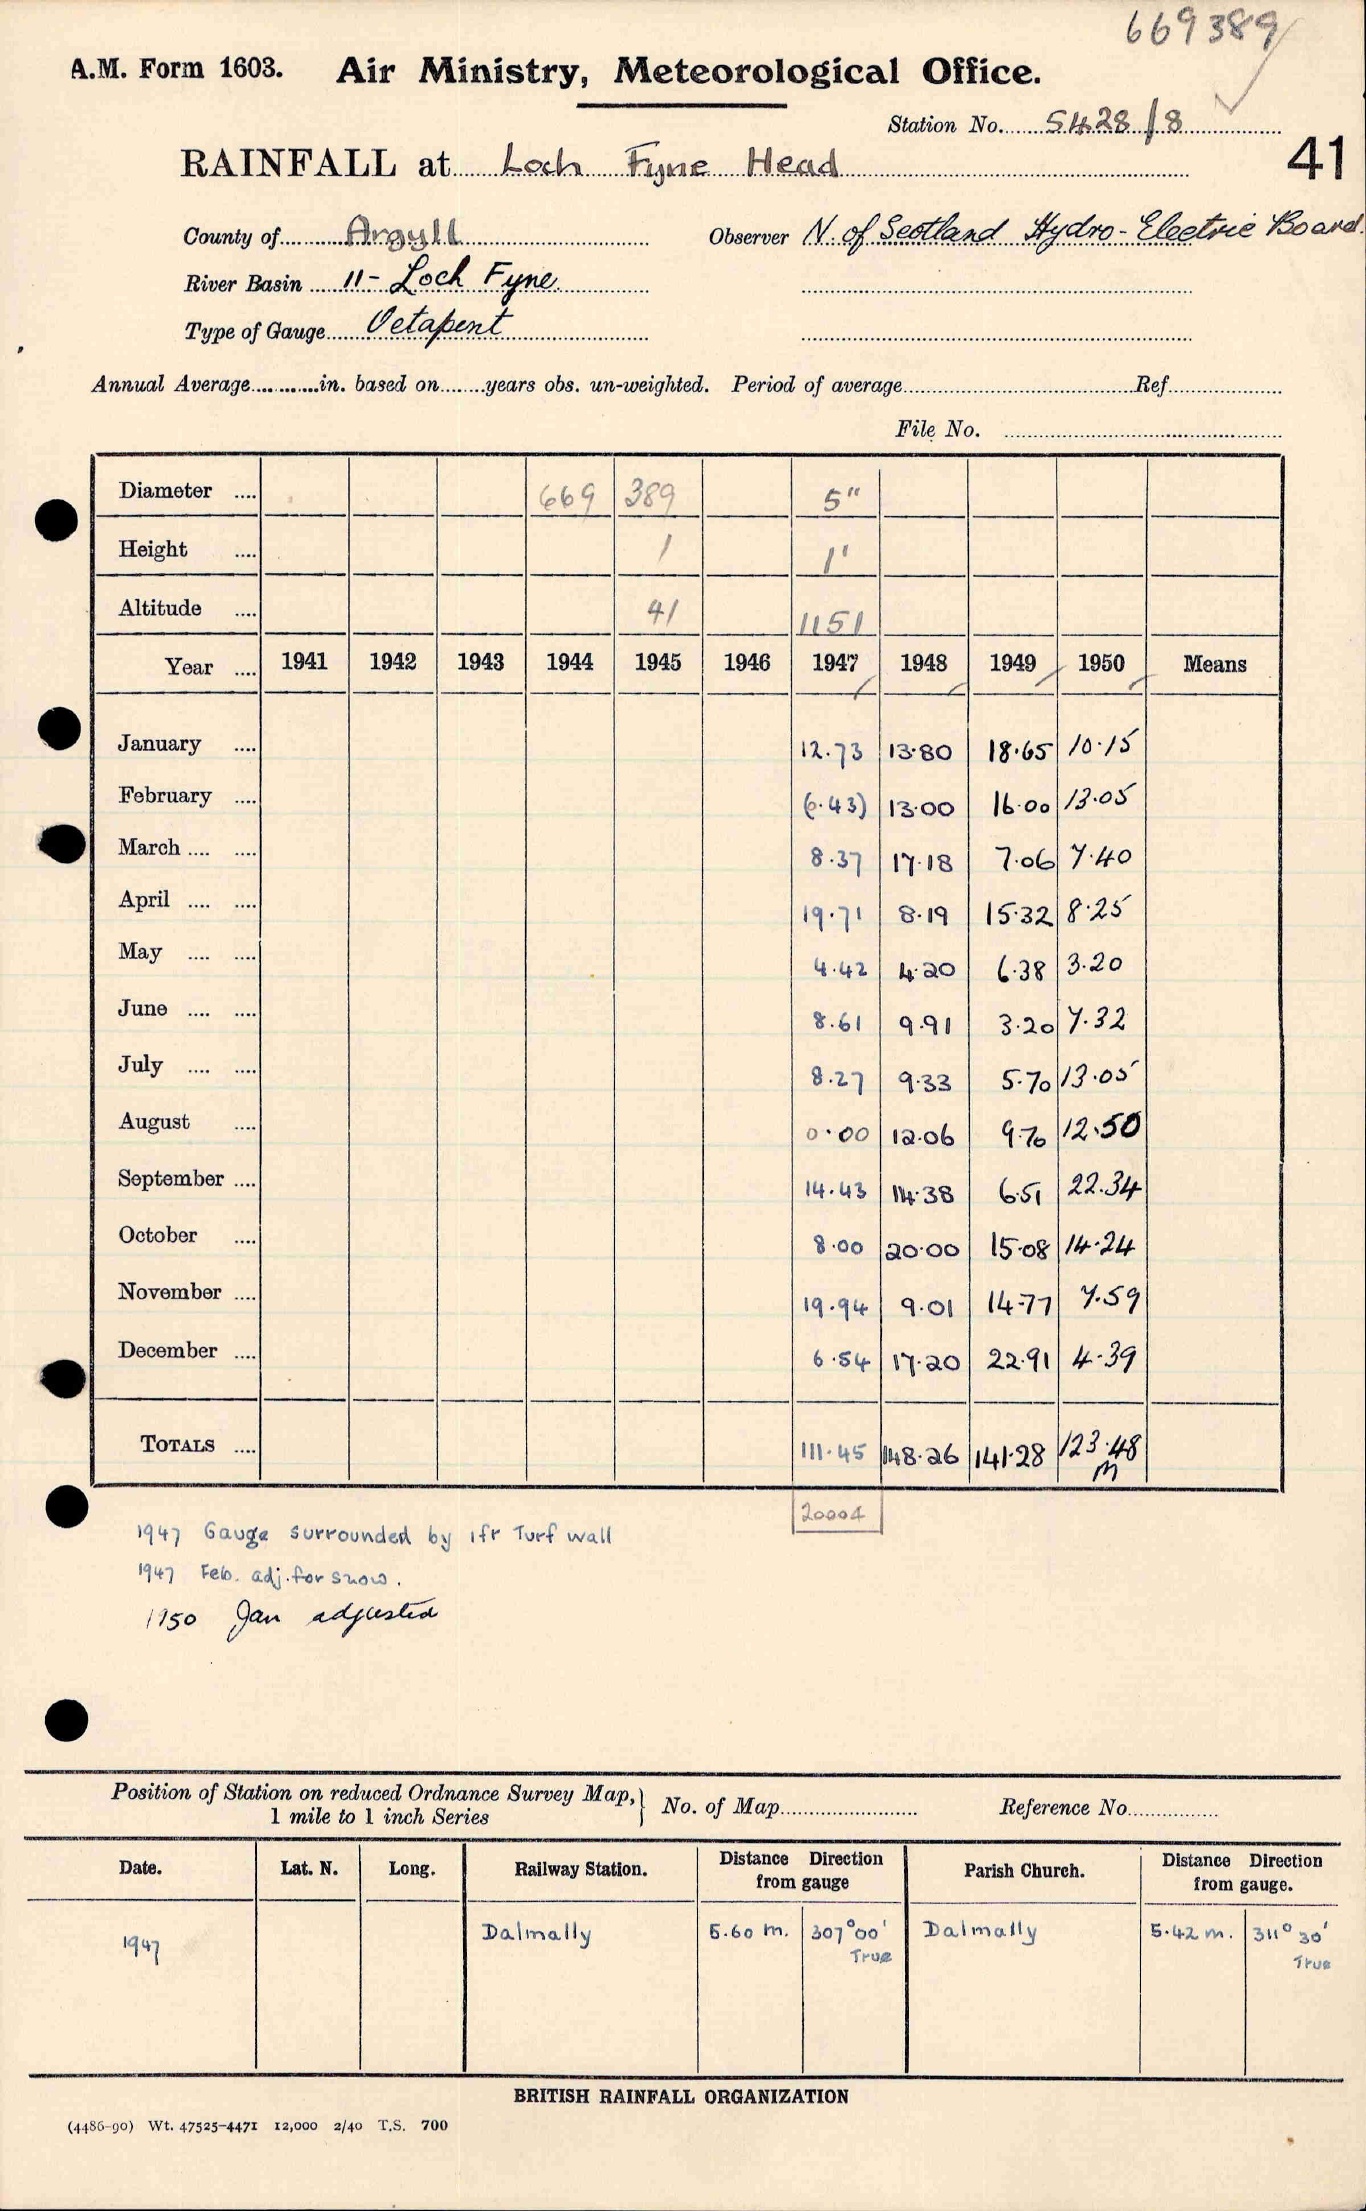 669389
A.M. Form 1603. Air Ministry, Meteorological Office.
Station No. 5428/8
41
RAINFALL at Loch Fyne Head
County of Argyll Observer N. of Scotland Hydro-Electric Board.
River Basin 11- Loch Fyne
Type of Gauge Octapent
Annual Average............in. based on........years obs. un-weighted. Period of average........................Ref................
File No. ................
Diameter .... 669 389 5"
Height .... 1 1'
Altitude .... 41 1151
Year .... 1941 1942 1943 1944 1945 1946 1947 1948 1949 1950 Means
January .... 12.73 13.80 18.65 10.15
February .... (6.43) 13.00 16.00 13.05
March .... .... 8.37 17.18 7.06 7.40
April .... .... 19.71 8.19 15.32 8.25
May .... .... 4.42 4.20 6.38 3.20
June .... .... 8.61 9.91 3.20 7.32
July .... .... 8.27 9.33 5.70 13.05
August .... 0.00 12.06 9.70 12.50
September .... 14.43 14.38 6.51 22.34
October .... 8.00 20.00 15.08 14.24
November .... 19.94 9.01 14.77 7.59
December .... 6.54 17.20 22.91 4.39
TOTALS .... 111.45 148.26 141.28 123.48
m
20004
1947 Gauge surrounded by 1ft Turf wall
1947 Feb. adj. for snow.
1950 Jan adjusted
Position of Station on reduced Ordnance Survey Map, 1 mile to 1 inch Series } No. of Map................ Reference No................
Date. Lat. N. Long. Railway Station. Distance Direction from gauge Parish Church. Distance Direction from gauge.
1947 Dalmally 5.60 m. 307°00' True Dalmally 5.42 m. 311°30' True
BRITISH RAINFALL ORGANIZATION
(4486-90) Wt. 47525-4471 12,000 2/40 T.S. 700